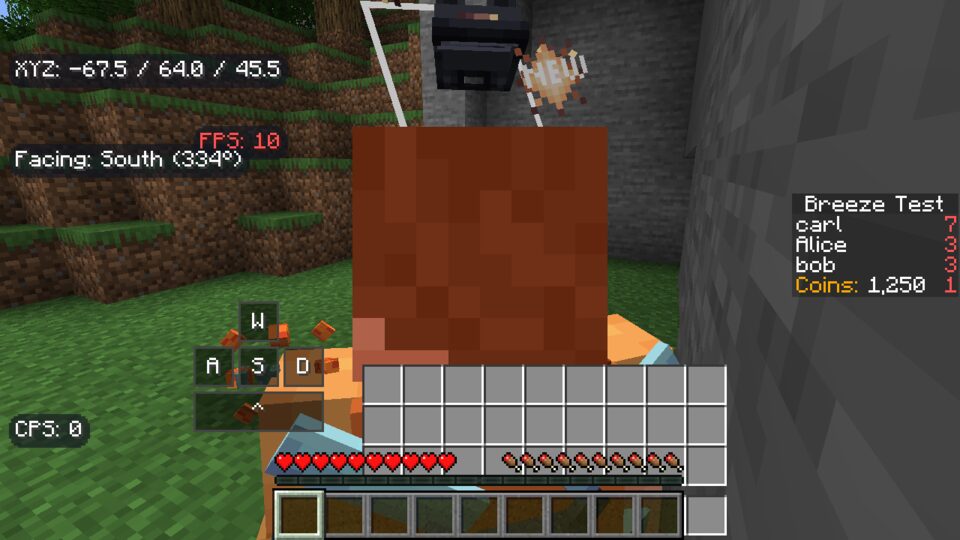 NEW
XYZ: -67.5 / 64.0 / 45.5
FPS: 10
Facing: South (334º)
Breeze Test
carl 7
Alice 3
bob 3
Coins: 1,250 1
W
A S D
^
CPS: 0